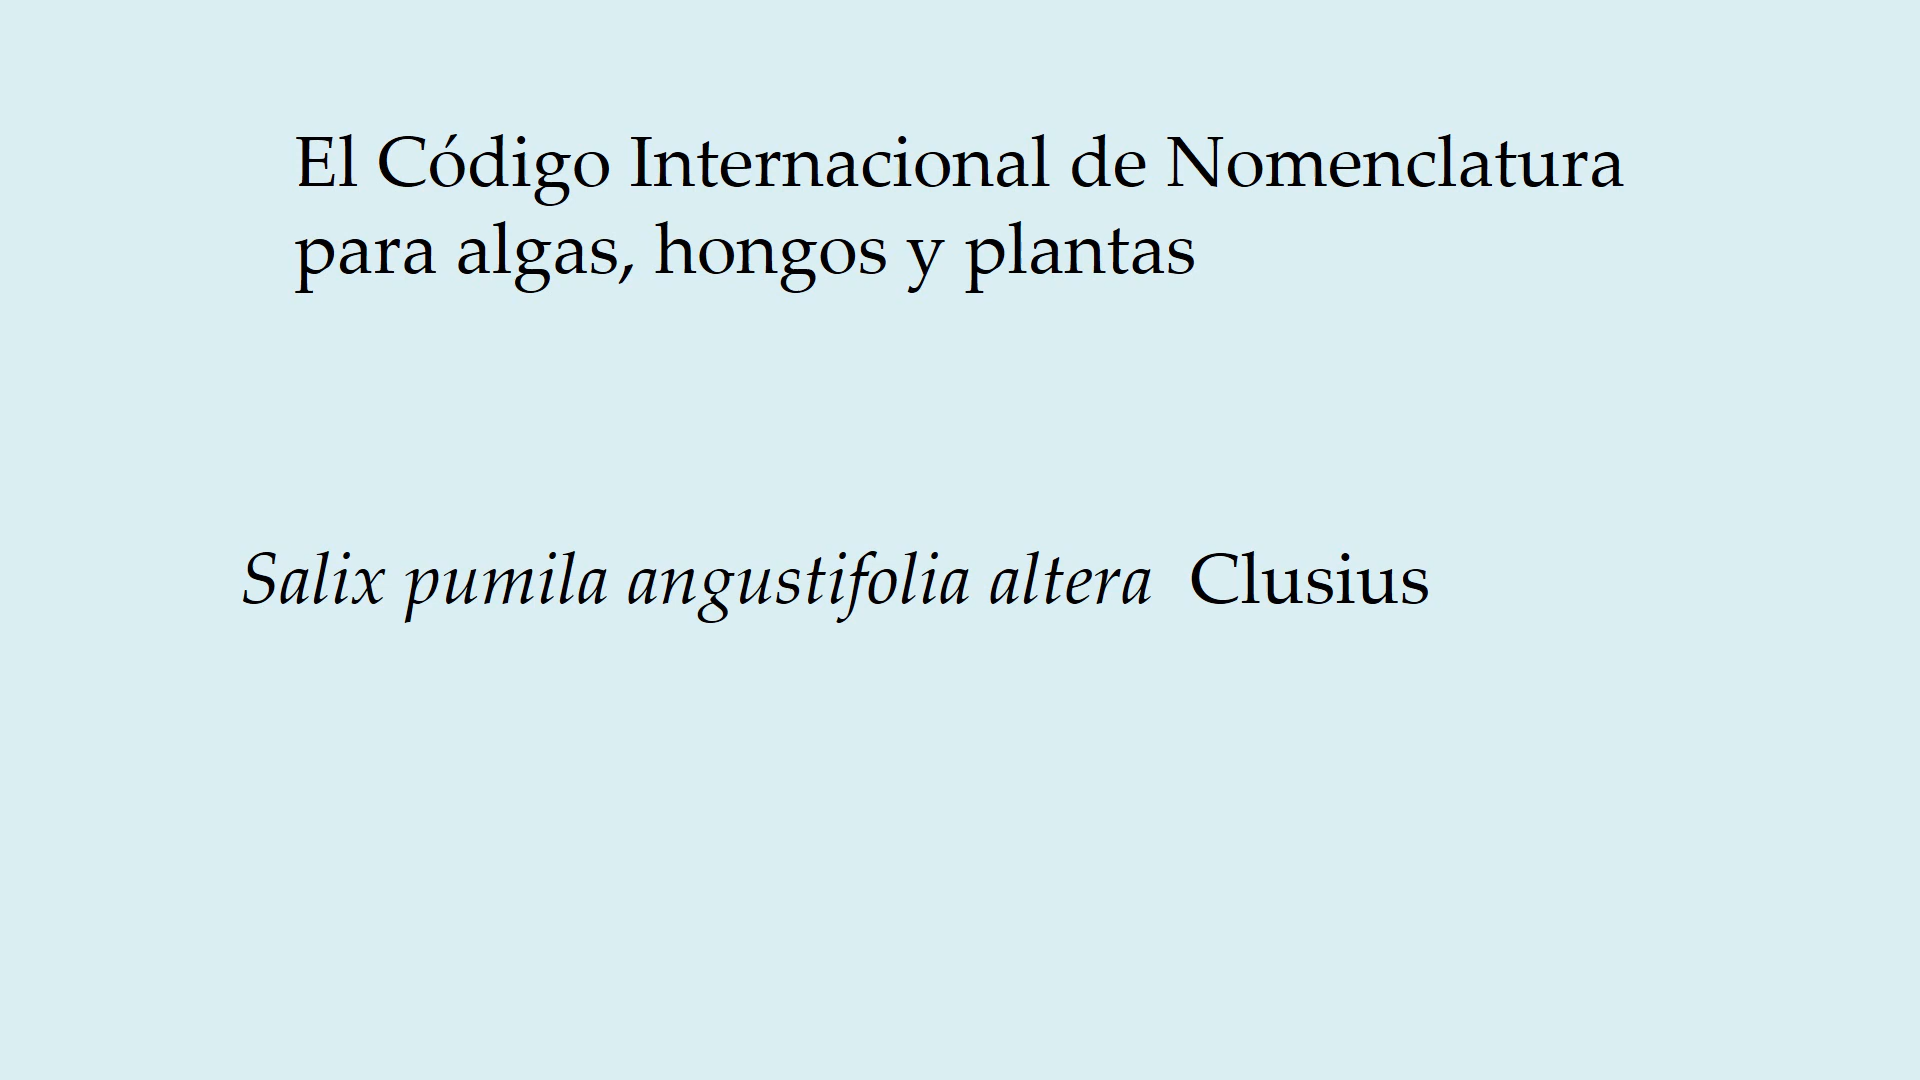 El Código Internacional de Nomenclatura
para algas, hongos y plantas
Salix pumila angustifolia altera Clusius